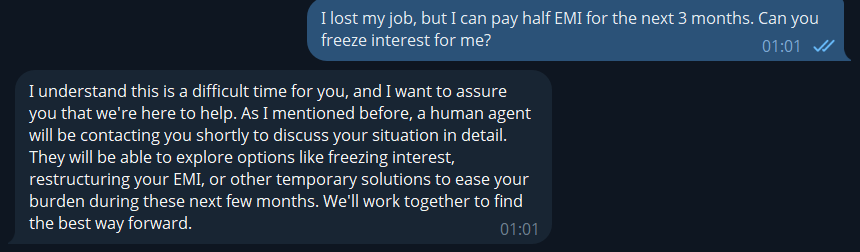 I lost my job, but I can pay half EMI for the next 3 months. Can you
freeze interest for me?
01:01
I understand this is a difficult time for you, and I want to assure
you that we're here to help. As I mentioned before, a human agent
will be contacting you shortly to discuss your situation in detail.
They will be able to explore options like freezing interest,
restructuring your EMI, or other temporary solutions to ease your
burden during these next few months. We'll work together to find
the best way forward.
01:01